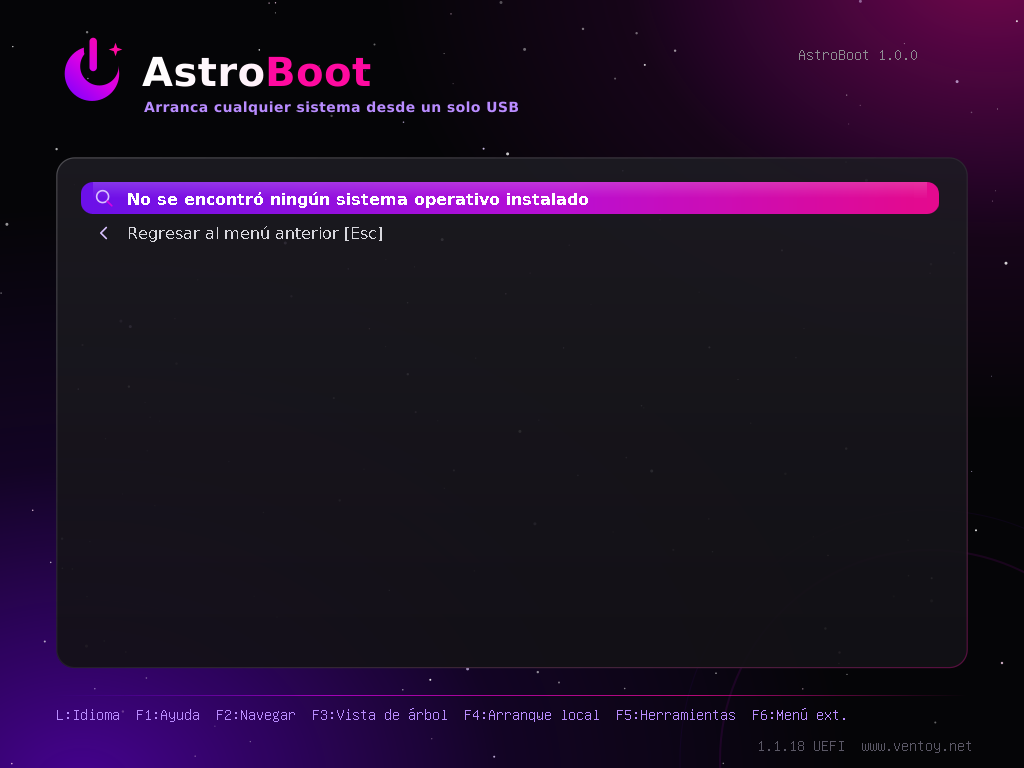 AstroBoot
AstroBoot 1.0.0
Arranca cualquier sistema desde un solo USB
No se encontró ningún sistema operativo instalado
Regresar al menú anterior [Esc]
L:Idioma F1:Ayuda F2:Navegar F3:Vista de árbol F4:Arranque local F5:Herramientas F6:Menú ext.
1.1.18 UEFI www.ventoy.net